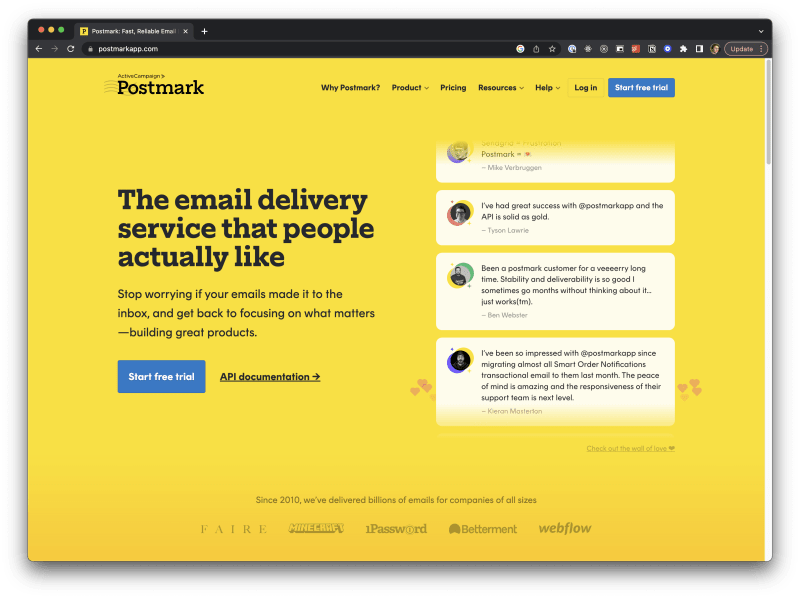 Postmark: Fast, Reliable Email
postmarkapp.com
Update
ActiveCampaign >
Postmark
Why Postmark?
Product
Pricing
Resources
Help
Log in
Start free trial
The email delivery
service that people
actually like
Stop worrying if your emails made it to the
inbox, and get back to focusing on what matters
—building great products.
Start free trial
API documentation →
Postmark =
– Mike Verbruggen
I've had great success with @postmarkapp and the
API is solid as gold.
– Tyson Lawrie
Been a postmark customer for a veeeerry long
time. Stability and deliverability is so good I
sometimes go months without thinking about it...
just works(tm).
– Ben Webster
I've been so impressed with @postmarkapp since
migrating almost all Smart Order Notifications
transactional email to them last month. The peace
of mind is amazing and the responsiveness of their
support team is next level.
– Kieran Masterton
Check out the wall of love ❤
Since 2010, we've delivered billions of emails for companies of all sizes
FAIRE
MINECRAFT
1Password
Betterment
webflow